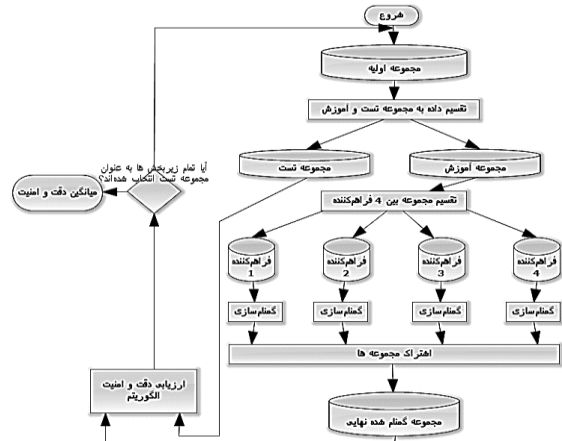 شروع
مجموعه اولیه
تقسیم داده به مجموعه تست و آموزش
مجموعه تست
مجموعه آموزش
آیا تمام زیربخش ها به عنوان
مجموعه تست انتخاب شده‌اند؟
میانگین دقت و امنیت
تقسیم مجموعه بین 4 فراهم‌کننده
فراهم‌کننده
1
فراهم‌کننده
2
فراهم‌کننده
3
فراهم‌کننده
4
گمنام‌سازی
گمنام‌سازی
گمنام‌سازی
گمنام‌سازی
اشتراک مجموعه ها
ارزیابی دقت و امنیت
الگوریتم
مجموعه گمنام شده نهایی